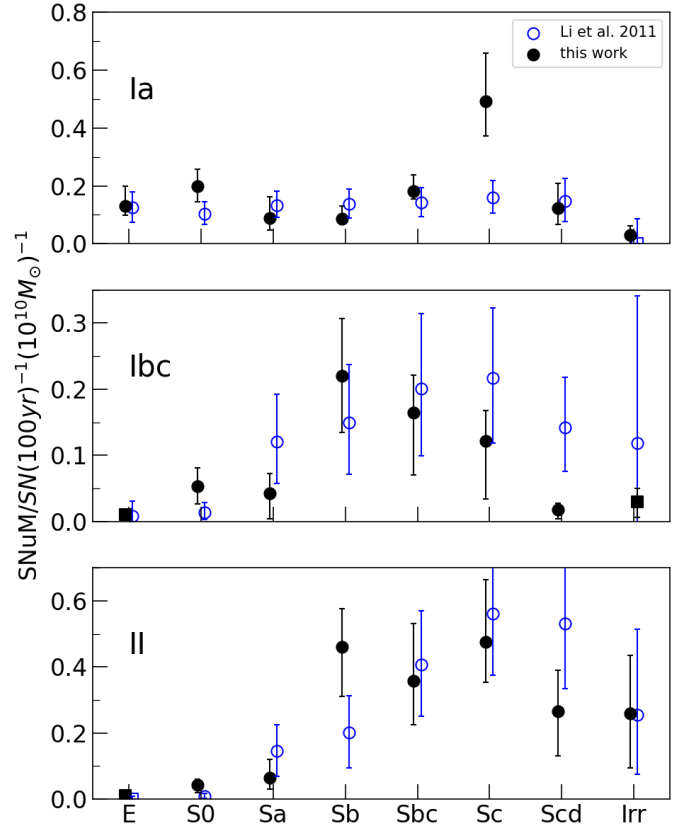 0.8
0.6
0.4
0.2
0.0
Ia
Li et al. 2011
this work
0.3
0.2
0.1
0.0
Ibc
0.6
0.4
0.2
0.0
II
SNuM/SN(100yr)⁻¹(10¹⁰M⊙)⁻¹
E S0 Sa Sb Sbc Sc Scd Irr